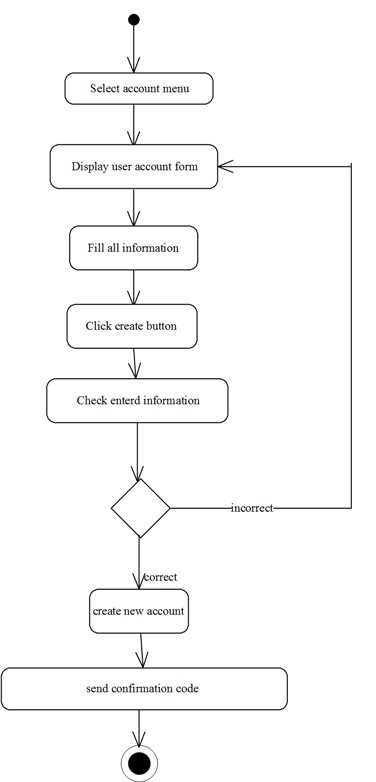 Select account menu
Display user account form
Fill all information
Click create button
Check enterd information
incorrect
correct
create new account
send confirmation code